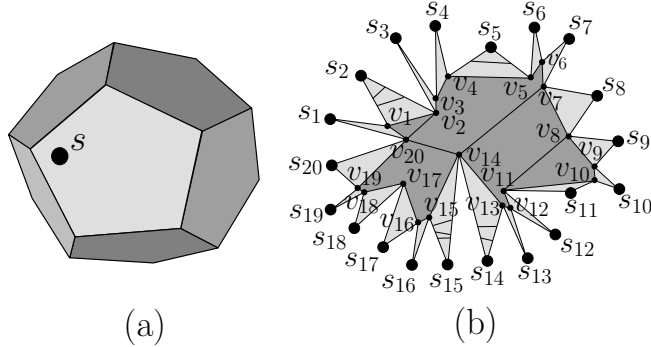 s
(a)
s₁
s₂
s₃
s₄
s₅
s₆
s₇
s₈
s₉
s₁₀
s₁₁
s₁₂
s₁₃
s₁₄
s₁₅
s₁₆
s₁₇
s₁₈
s₁₉
s₂₀
v₁
v₂
v₃
v₄
v₅
v₆
v₇
v₈
v₉
v₁₀
v₁₁
v₁₂
v₁₃
v₁₄
v₁₅
v₁₆
v₁₇
v₁₈
v₁₉
v₂₀
(b)